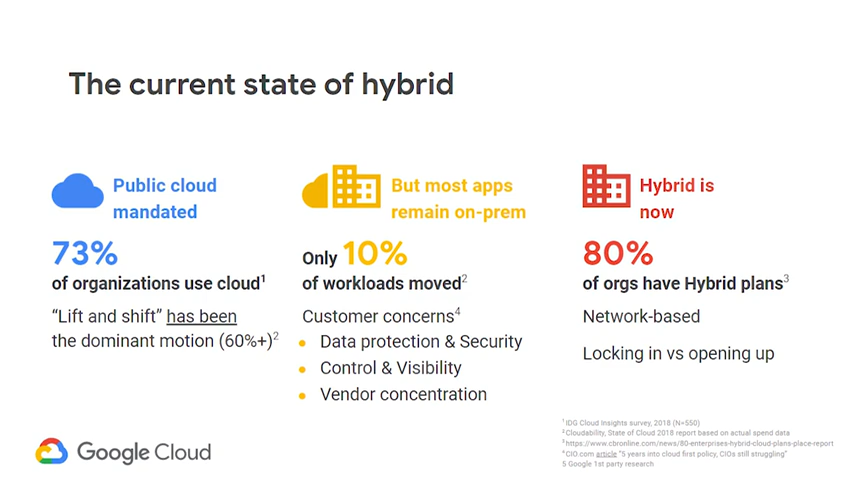 The current state of hybrid
Public cloud
mandated
73%
of organizations use cloud¹
“Lift and shift” has been
the dominant motion (60%+)²
But most apps
remain on-prem
Only 10%
of workloads moved²
Customer concerns⁴
• Data protection & Security
• Control & Visibility
• Vendor concentration
Hybrid is
now
80%
of orgs have Hybrid plans³
Network-based
Locking in vs opening up
Google Cloud
¹ IDG Cloud Insights survey, 2018 (N=550)
² Cloudability, State of Cloud 2018 report based on actual spend data
³ https://www.cbronline.com/news/80-enterprises-hybrid-cloud-plans-place-report
⁴ CIO.com article "5 years into cloud first policy, CIOs still struggling"
5 Google 1st party research